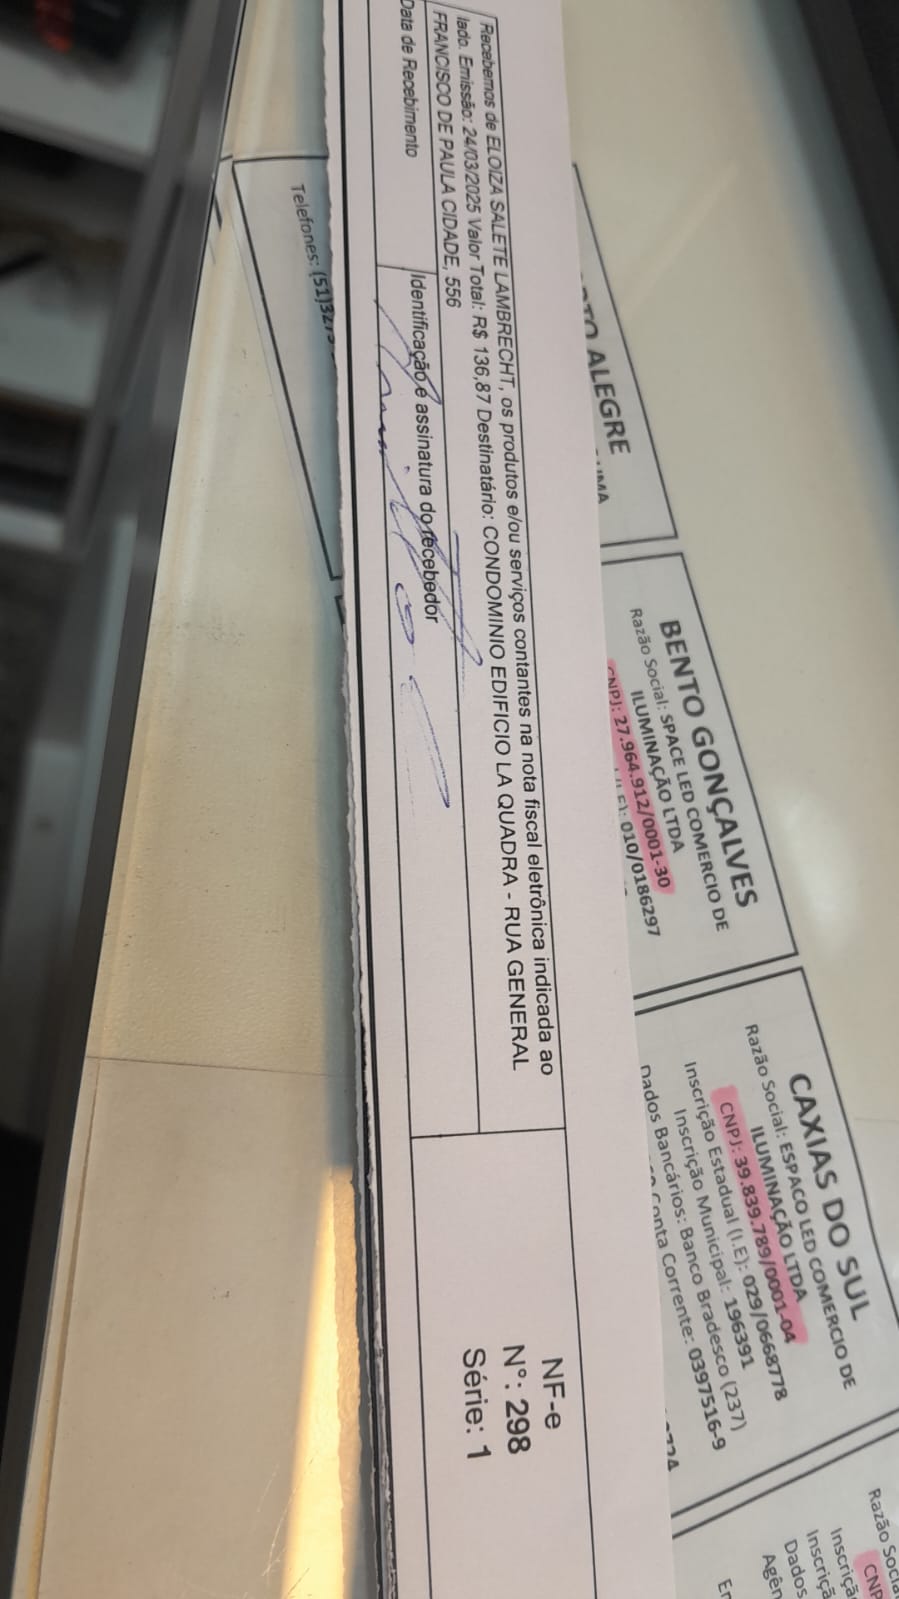 Recebemos de ELOIZA SALETE LAMBRECHT, os produtos e/ou serviços contantes na nota fiscal eletrônica indicada ao
lado. Emissão: 24/03/2025 Valor Total: R$ 136,87 Destinatário: CONDOMINIO EDIFICIO LA QUADRA - RUA GENERAL
FRANCISCO DE PAULA CIDADE, 556
Data de Recebimento
Identificação e assinatura do recebedor
NF-e
Nº: 298
Série: 1
Telefones: (51)
ALEGRE
BENTO GONÇALVES
Razão Social: SPACE LED COMERCIO DE
ILUMINAÇÃO LTDA
CNPJ: 27.964.912/0001-30
010/0186297
CAXIAS DO SUL
Razão Social: ESPACO LED COMERCIO DE
ILUMINAÇÃO LTDA
CNPJ: 39.839.789/0001-04
Inscrição Estadual (I.E): 029/0668778
Inscrição Municipal: 196391
Dados Bancários: Banco Bradesco (237)
Conta Corrente: 0397516-9
Razão
Dados